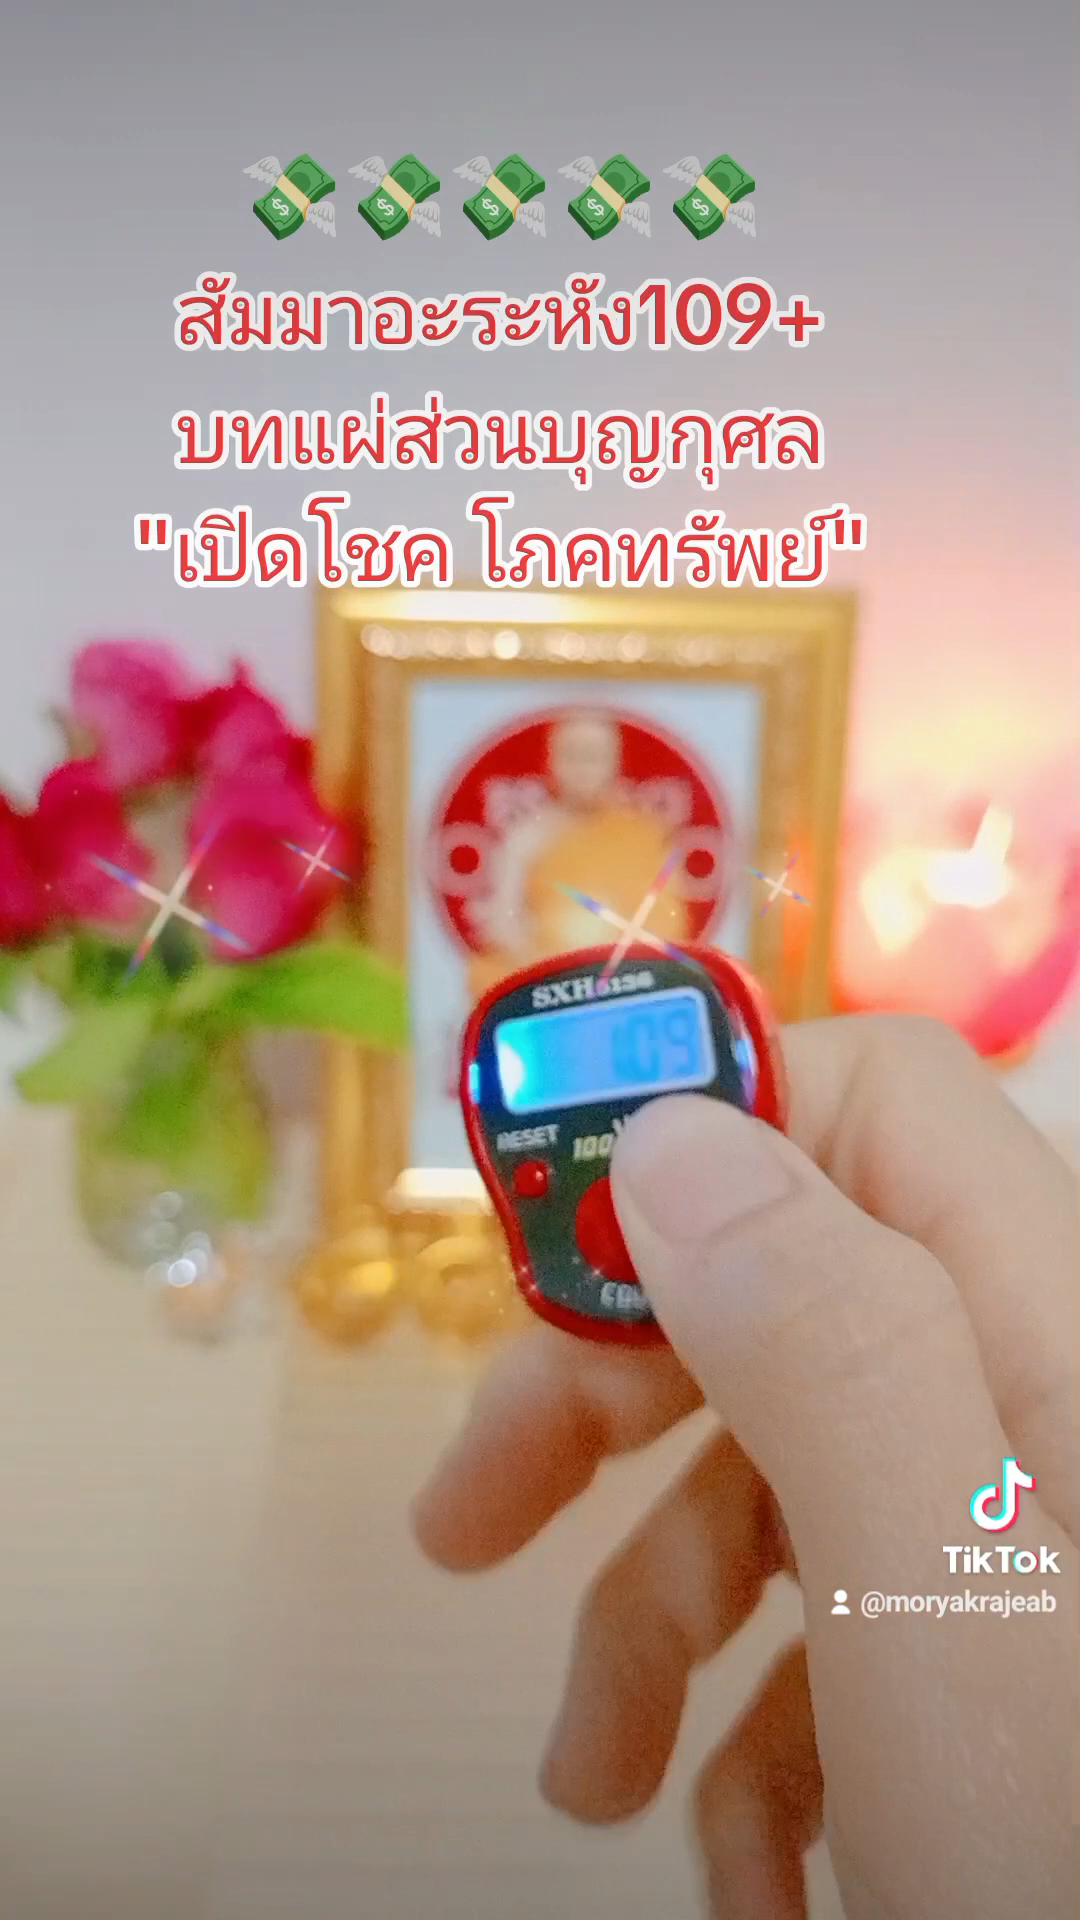 สัมมาอะระหัง109+
บทแผ่ส่วนบุญกุศล
"เปิดโชค โภคทรัพย์"
109
RESET
TikTok
@moryakrajeab